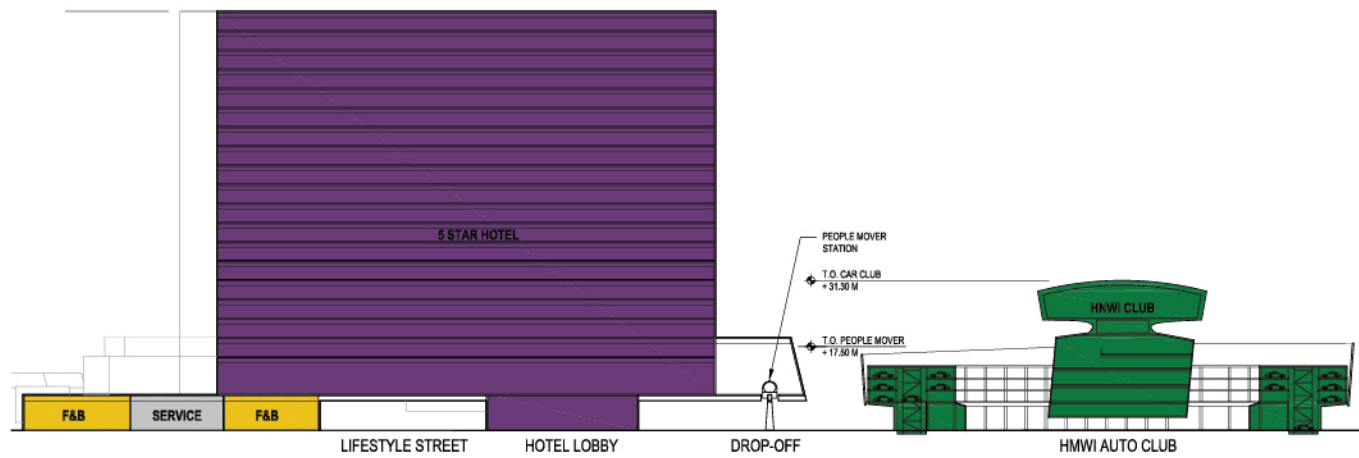 5 STAR HOTEL
PEOPLE MOVER
STATION
T.O. CAR CLUB
+ 31.30 M
HNWI CLUB
T.O. PEOPLE MOVER
+ 17.50 M
F&B
SERVICE
F&B
LIFESTYLE STREET
HOTEL LOBBY
DROP-OFF
HMWI AUTO CLUB